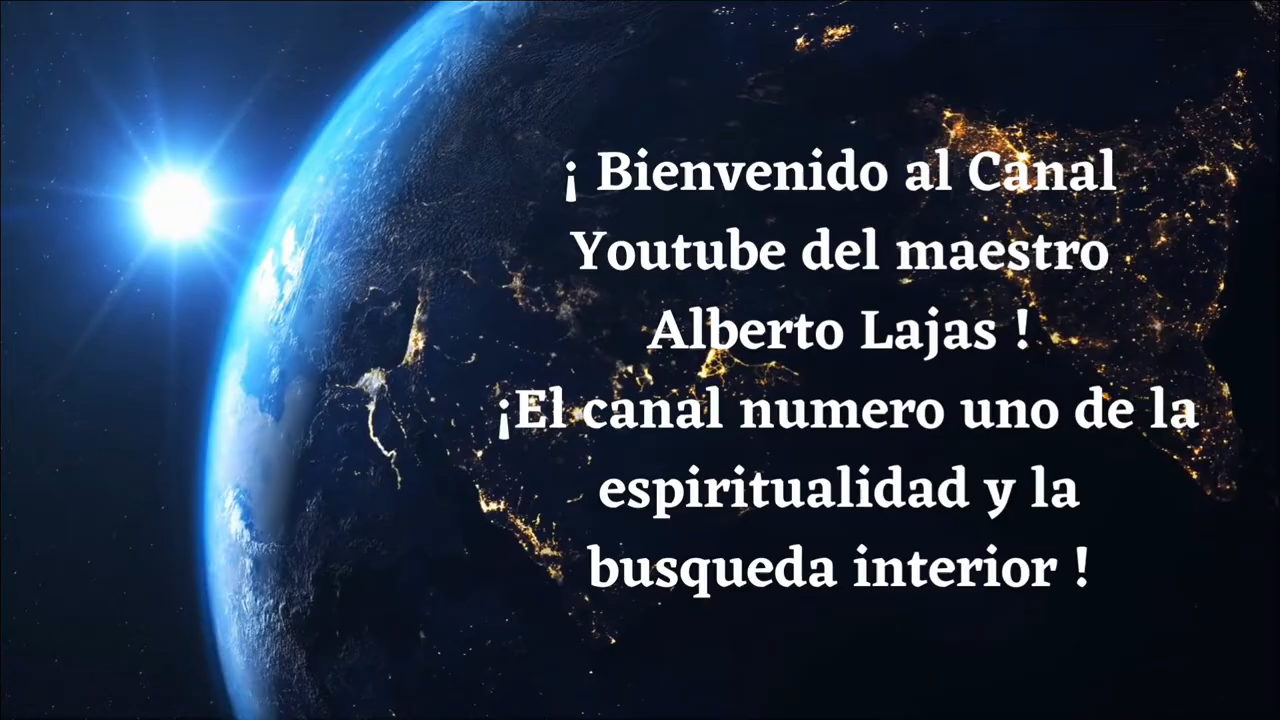 ¡ Bienvenido al Canal
Youtube del maestro
Alberto Lajas !
¡El canal numero uno de la
espiritualidad y la
busqueda interior !